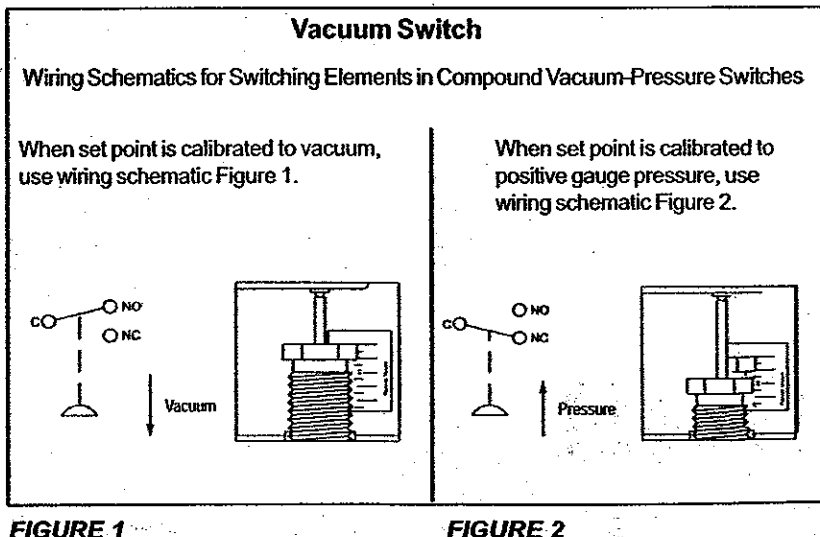 Vacuum Switch
Wiring Schematics for Switching Elements in Compound Vacuum-Pressure Switches
When set point is calibrated to vacuum,
use wiring schematic Figure 1.
NO
C
NC
Vacuum
FIGURE 1
When set point is calibrated to
positive gauge pressure, use
wiring schematic Figure 2.
NO
C
NC
Pressure
FIGURE 2